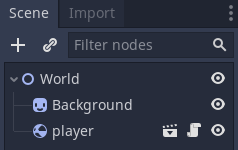 Scene Import
Filter nodes
World
Background
player